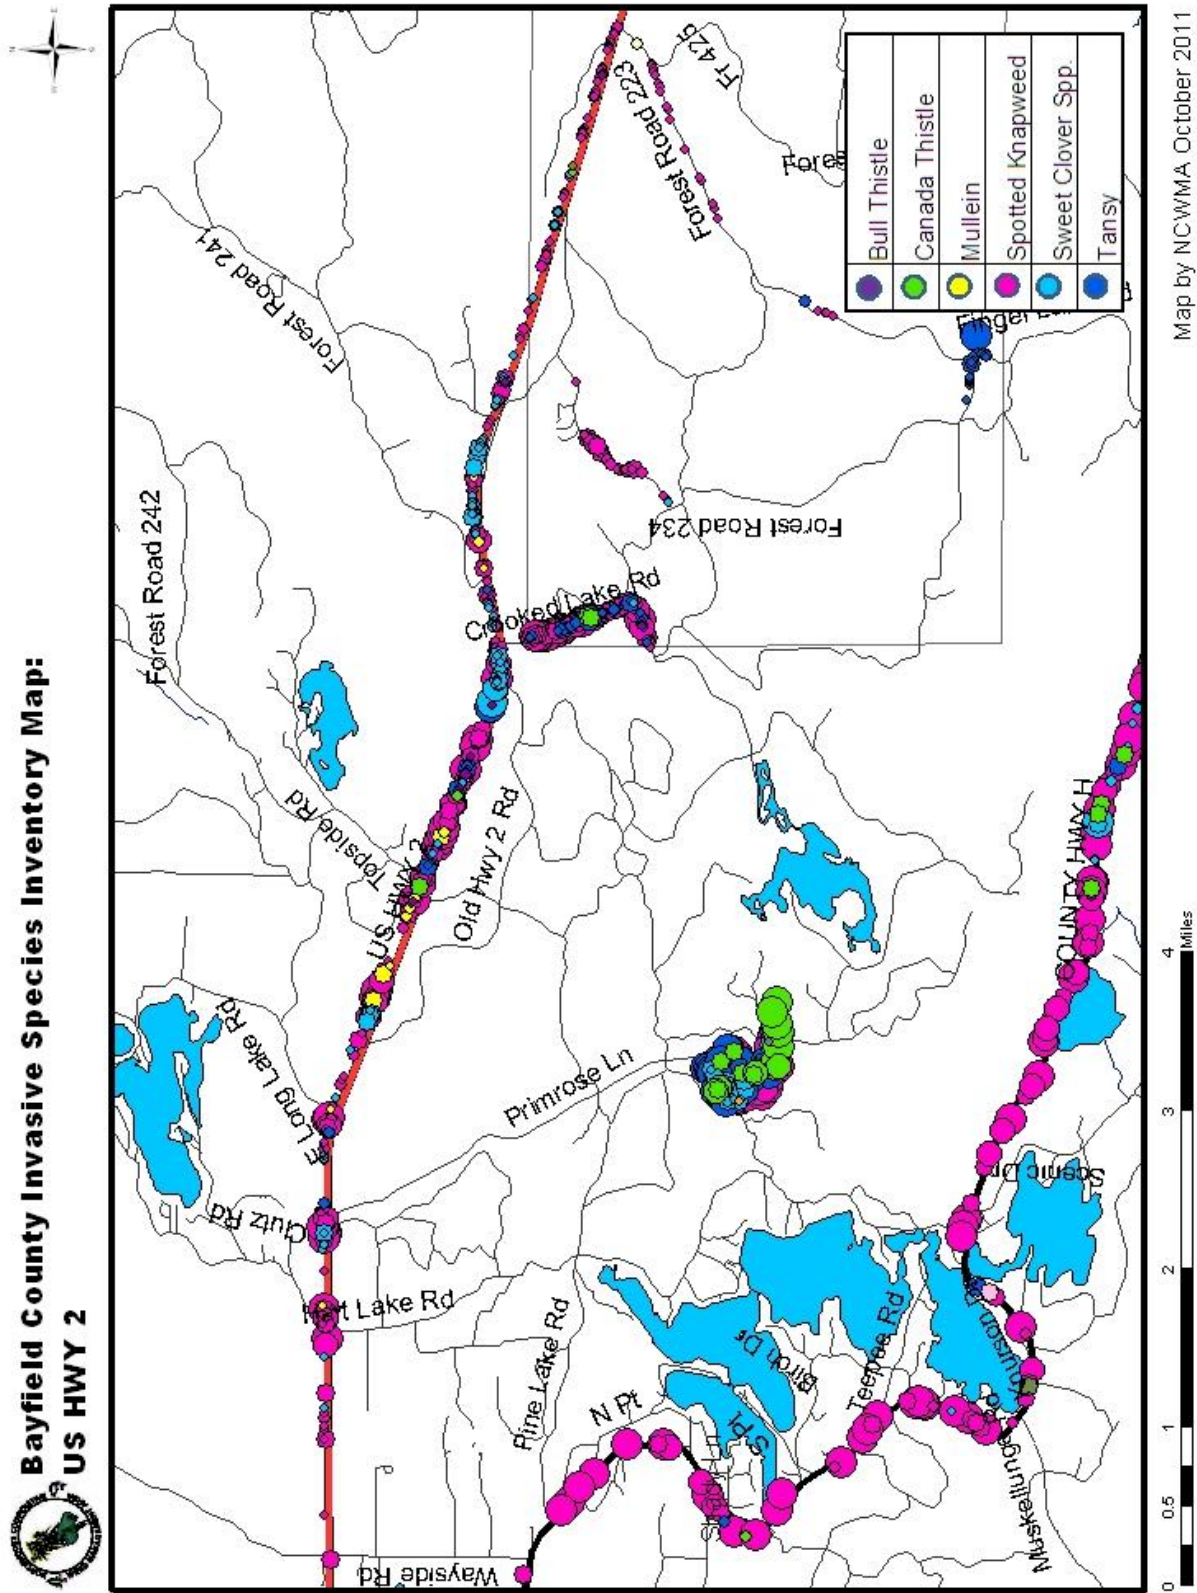 Bayfield County Invasive Species Inventory Map:
US HWY 2
Forest Road 242
Forest Road 241
Topside Rd
E Long Lake Rd
Glutz Rd
US HWY 2
Hart Lake Rd
Old Hwy 2 Rd
Crooked Lake Rd
Forest Road 223
Fr 425
Forest Road 234
Primrose Ln
Wayside Rd
Pine Lake Rd
N Pt
S Pt
Birch Dr
Teepee Rd
Scenic Dr
COUNTY HWY H
Muskellunge
Bull Thistle
Canada Thistle
Mullein
Spotted Knapweed
Sweet Clover Spp.
Tansy
0 0.5 1 2 3 4
Miles
Map by NCWMA October 2011